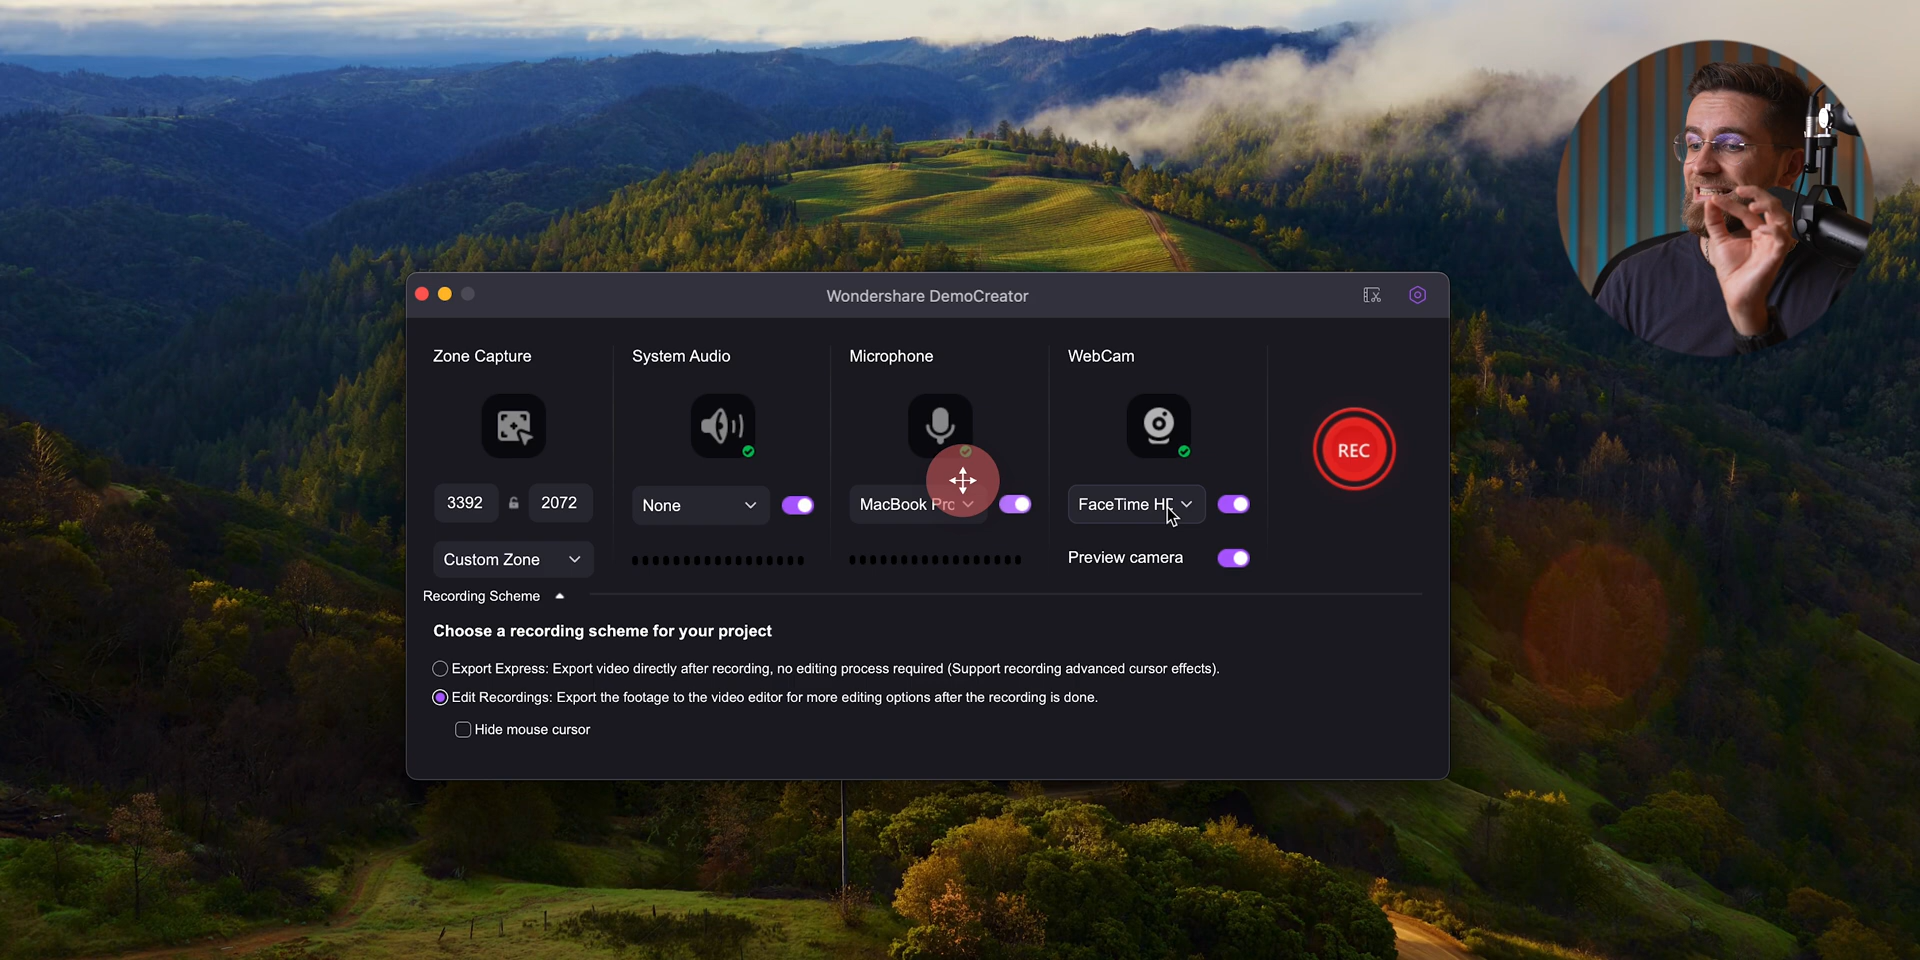 Wondershare DemoCreator
Zone Capture
System Audio
Microphone
WebCam
REC
3392
2072
None
MacBook Pro
FaceTime HD
Custom Zone
Preview camera
Recording Scheme
Choose a recording scheme for your project
Export Express: Export video directly after recording, no editing process required (Support recording advanced cursor effects).
Edit Recordings: Export the footage to the video editor for more editing options after the recording is done.
Hide mouse cursor